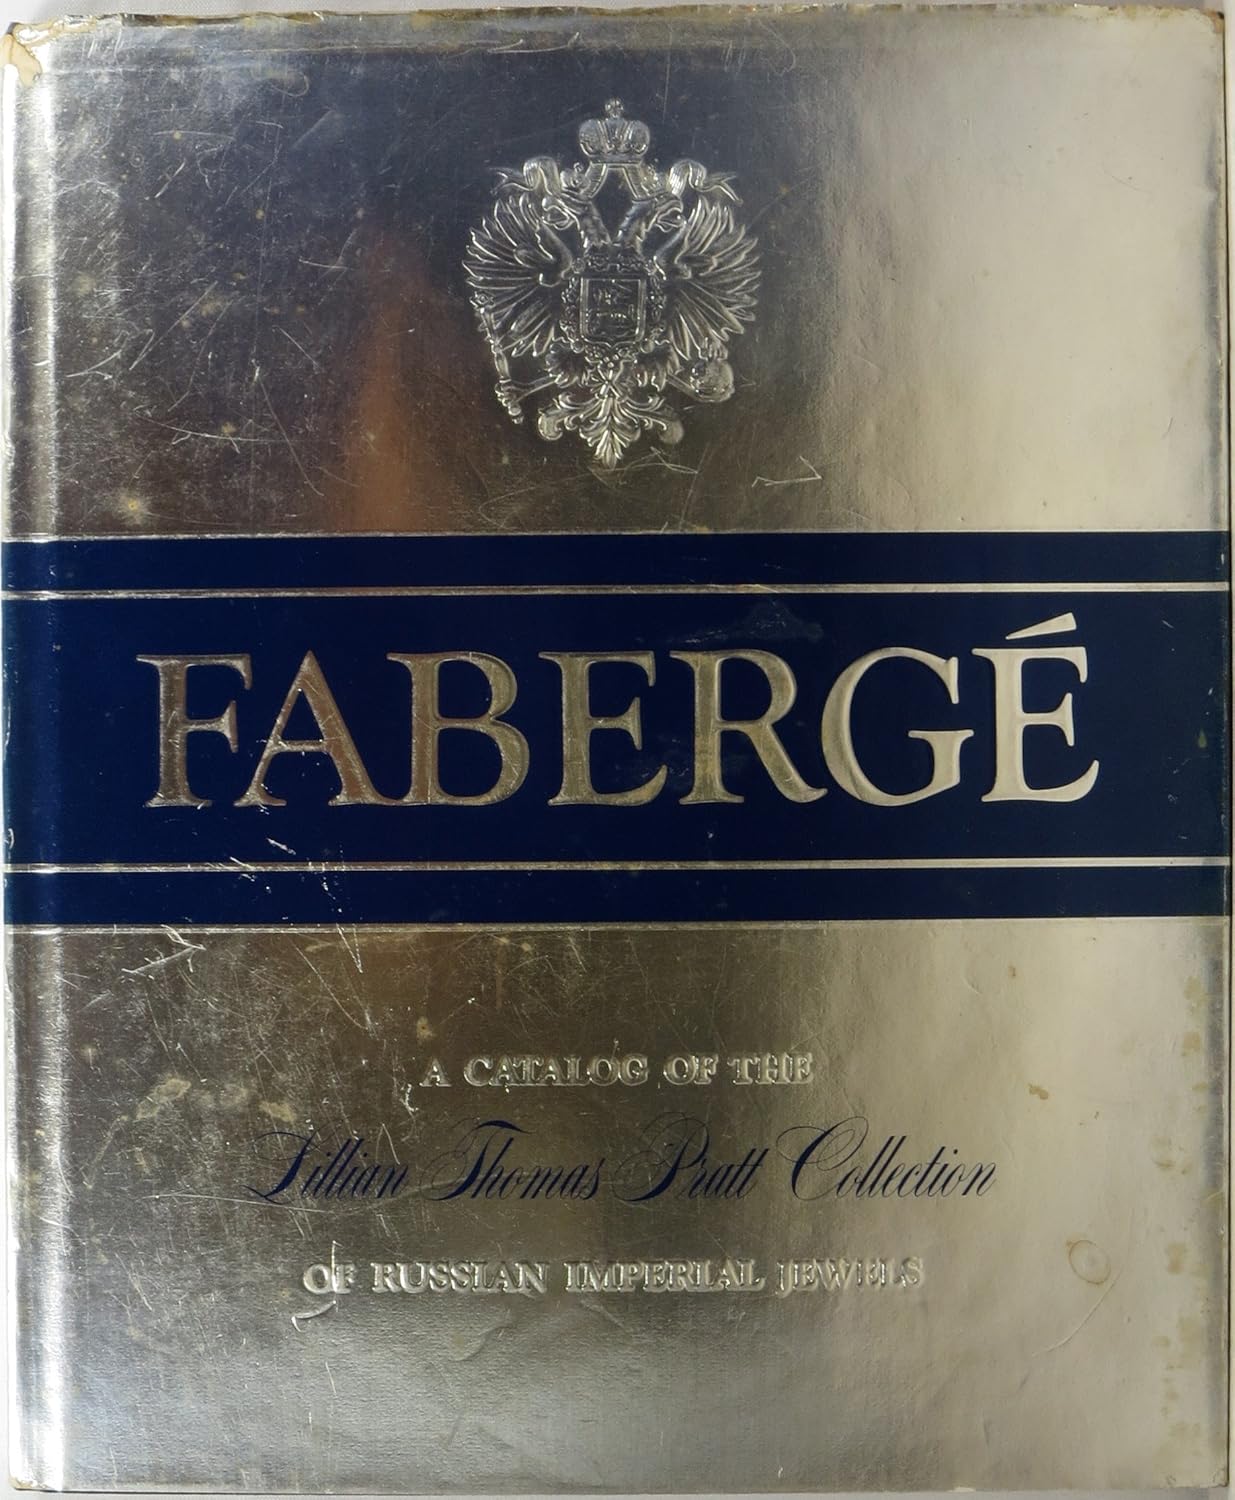 FABERGÉ
A CATALOG OF THE
Lillian Thomas Pratt Collection
OF RUSSIAN IMPERIAL JEWELS